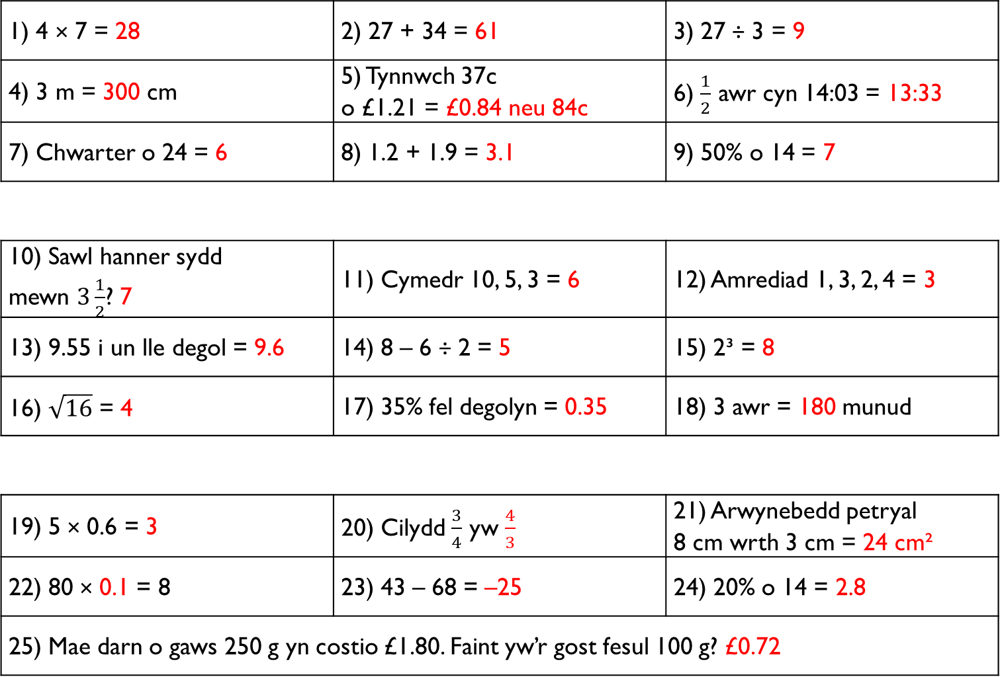 1) 4 × 7 = 28
2) 27 + 34 = 61
3) 27 ÷ 3 = 9
4) 3 m = 300 cm
5) Tynnwch 37c
o £1.21 = £0.84 neu 84c
6) 1/2 awr cyn 14:03 = 13:33
7) Chwarter o 24 = 6
8) 1.2 + 1.9 = 3.1
9) 50% o 14 = 7
10) Sawl hanner sydd
mewn 3 1/2? 7
11) Cymedr 10, 5, 3 = 6
12) Amrediad 1, 3, 2, 4 = 3
13) 9.55 i un lle degol = 9.6
14) 8 – 6 ÷ 2 = 5
15) 2³ = 8
16) √16 = 4
17) 35% fel degolyn = 0.35
18) 3 awr = 180 munud
19) 5 × 0.6 = 3
20) Cilydd 3/4 yw 4/3
21) Arwynebedd petryal
8 cm wrth 3 cm = 24 cm²
22) 80 × 0.1 = 8
23) 43 – 68 = –25
24) 20% o 14 = 2.8
25) Mae darn o gaws 250 g yn costio £1.80. Faint yw’r gost fesul 100 g? £0.72